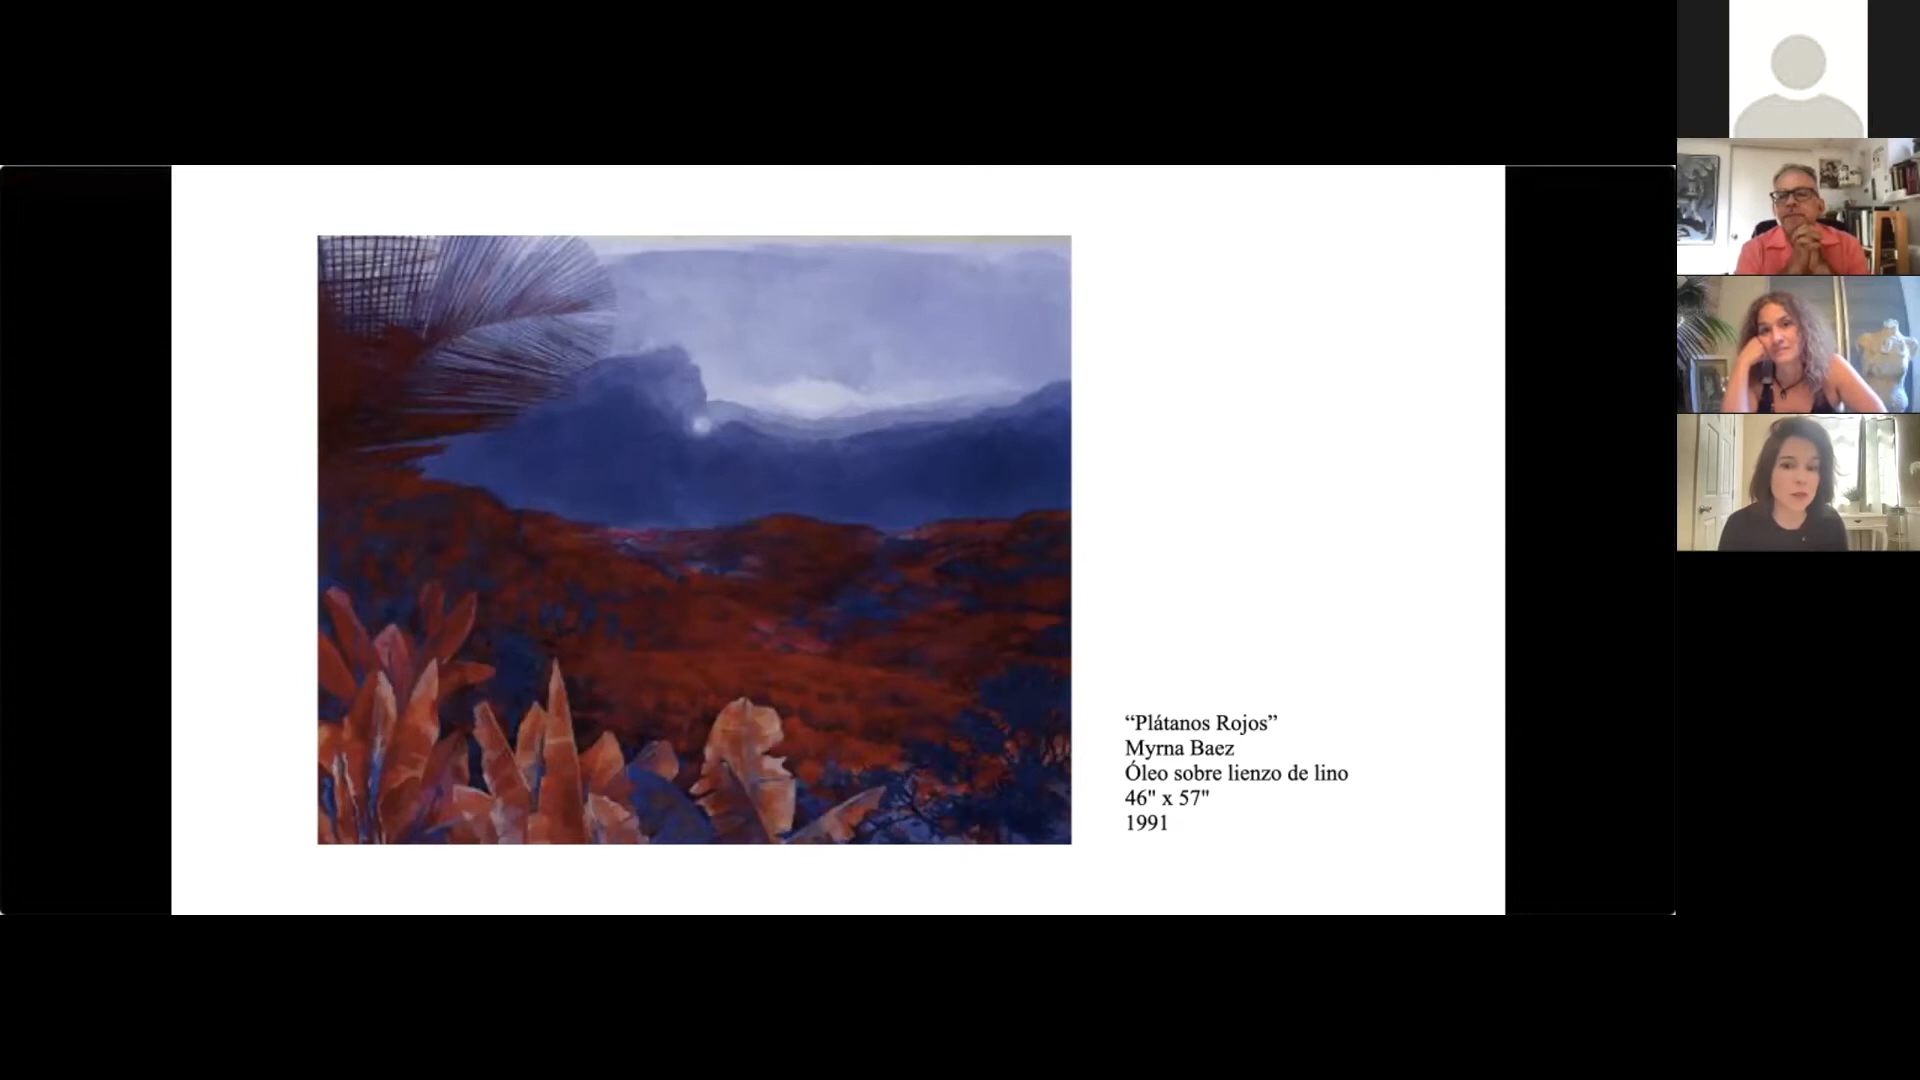 “Plátanos Rojos”
Myrna Baez
Óleo sobre lienzo de lino
46" x 57"
1991